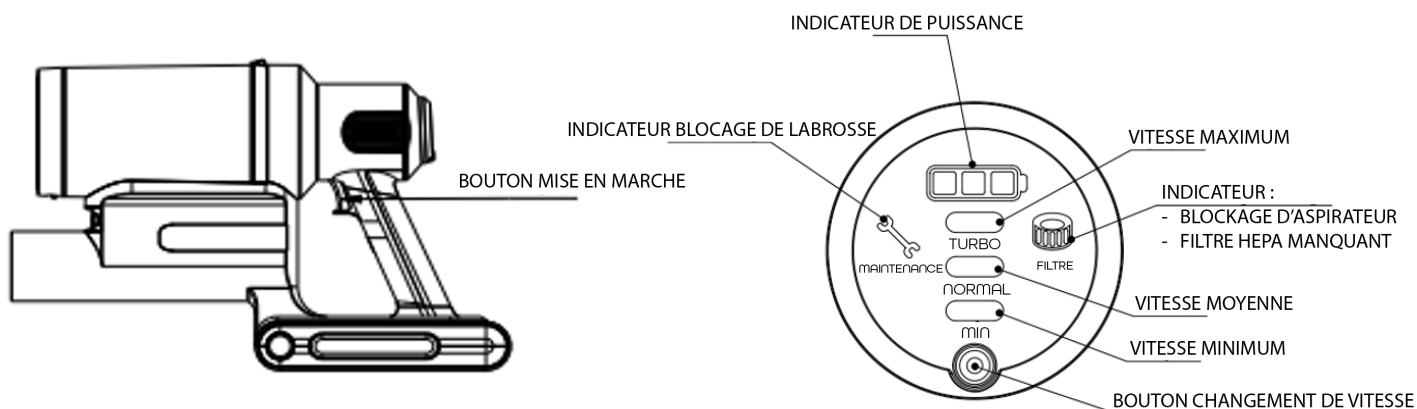 INDICATEUR DE PUISSANCE
INDICATEUR BLOCAGE DE LABROSSE
VITESSE MAXIMUM
BOUTON MISE EN MARCHE
INDICATEUR :
- BLOCKAGE D'ASPIRATEUR
- FILTRE HEPA MANQUANT
TURBO
MAINTENANCE
FILTRE
NORMAL
VITESSE MOYENNE
MIN
VITESSE MINIMUM
BOUTON CHANGEMENT DE VITESSE